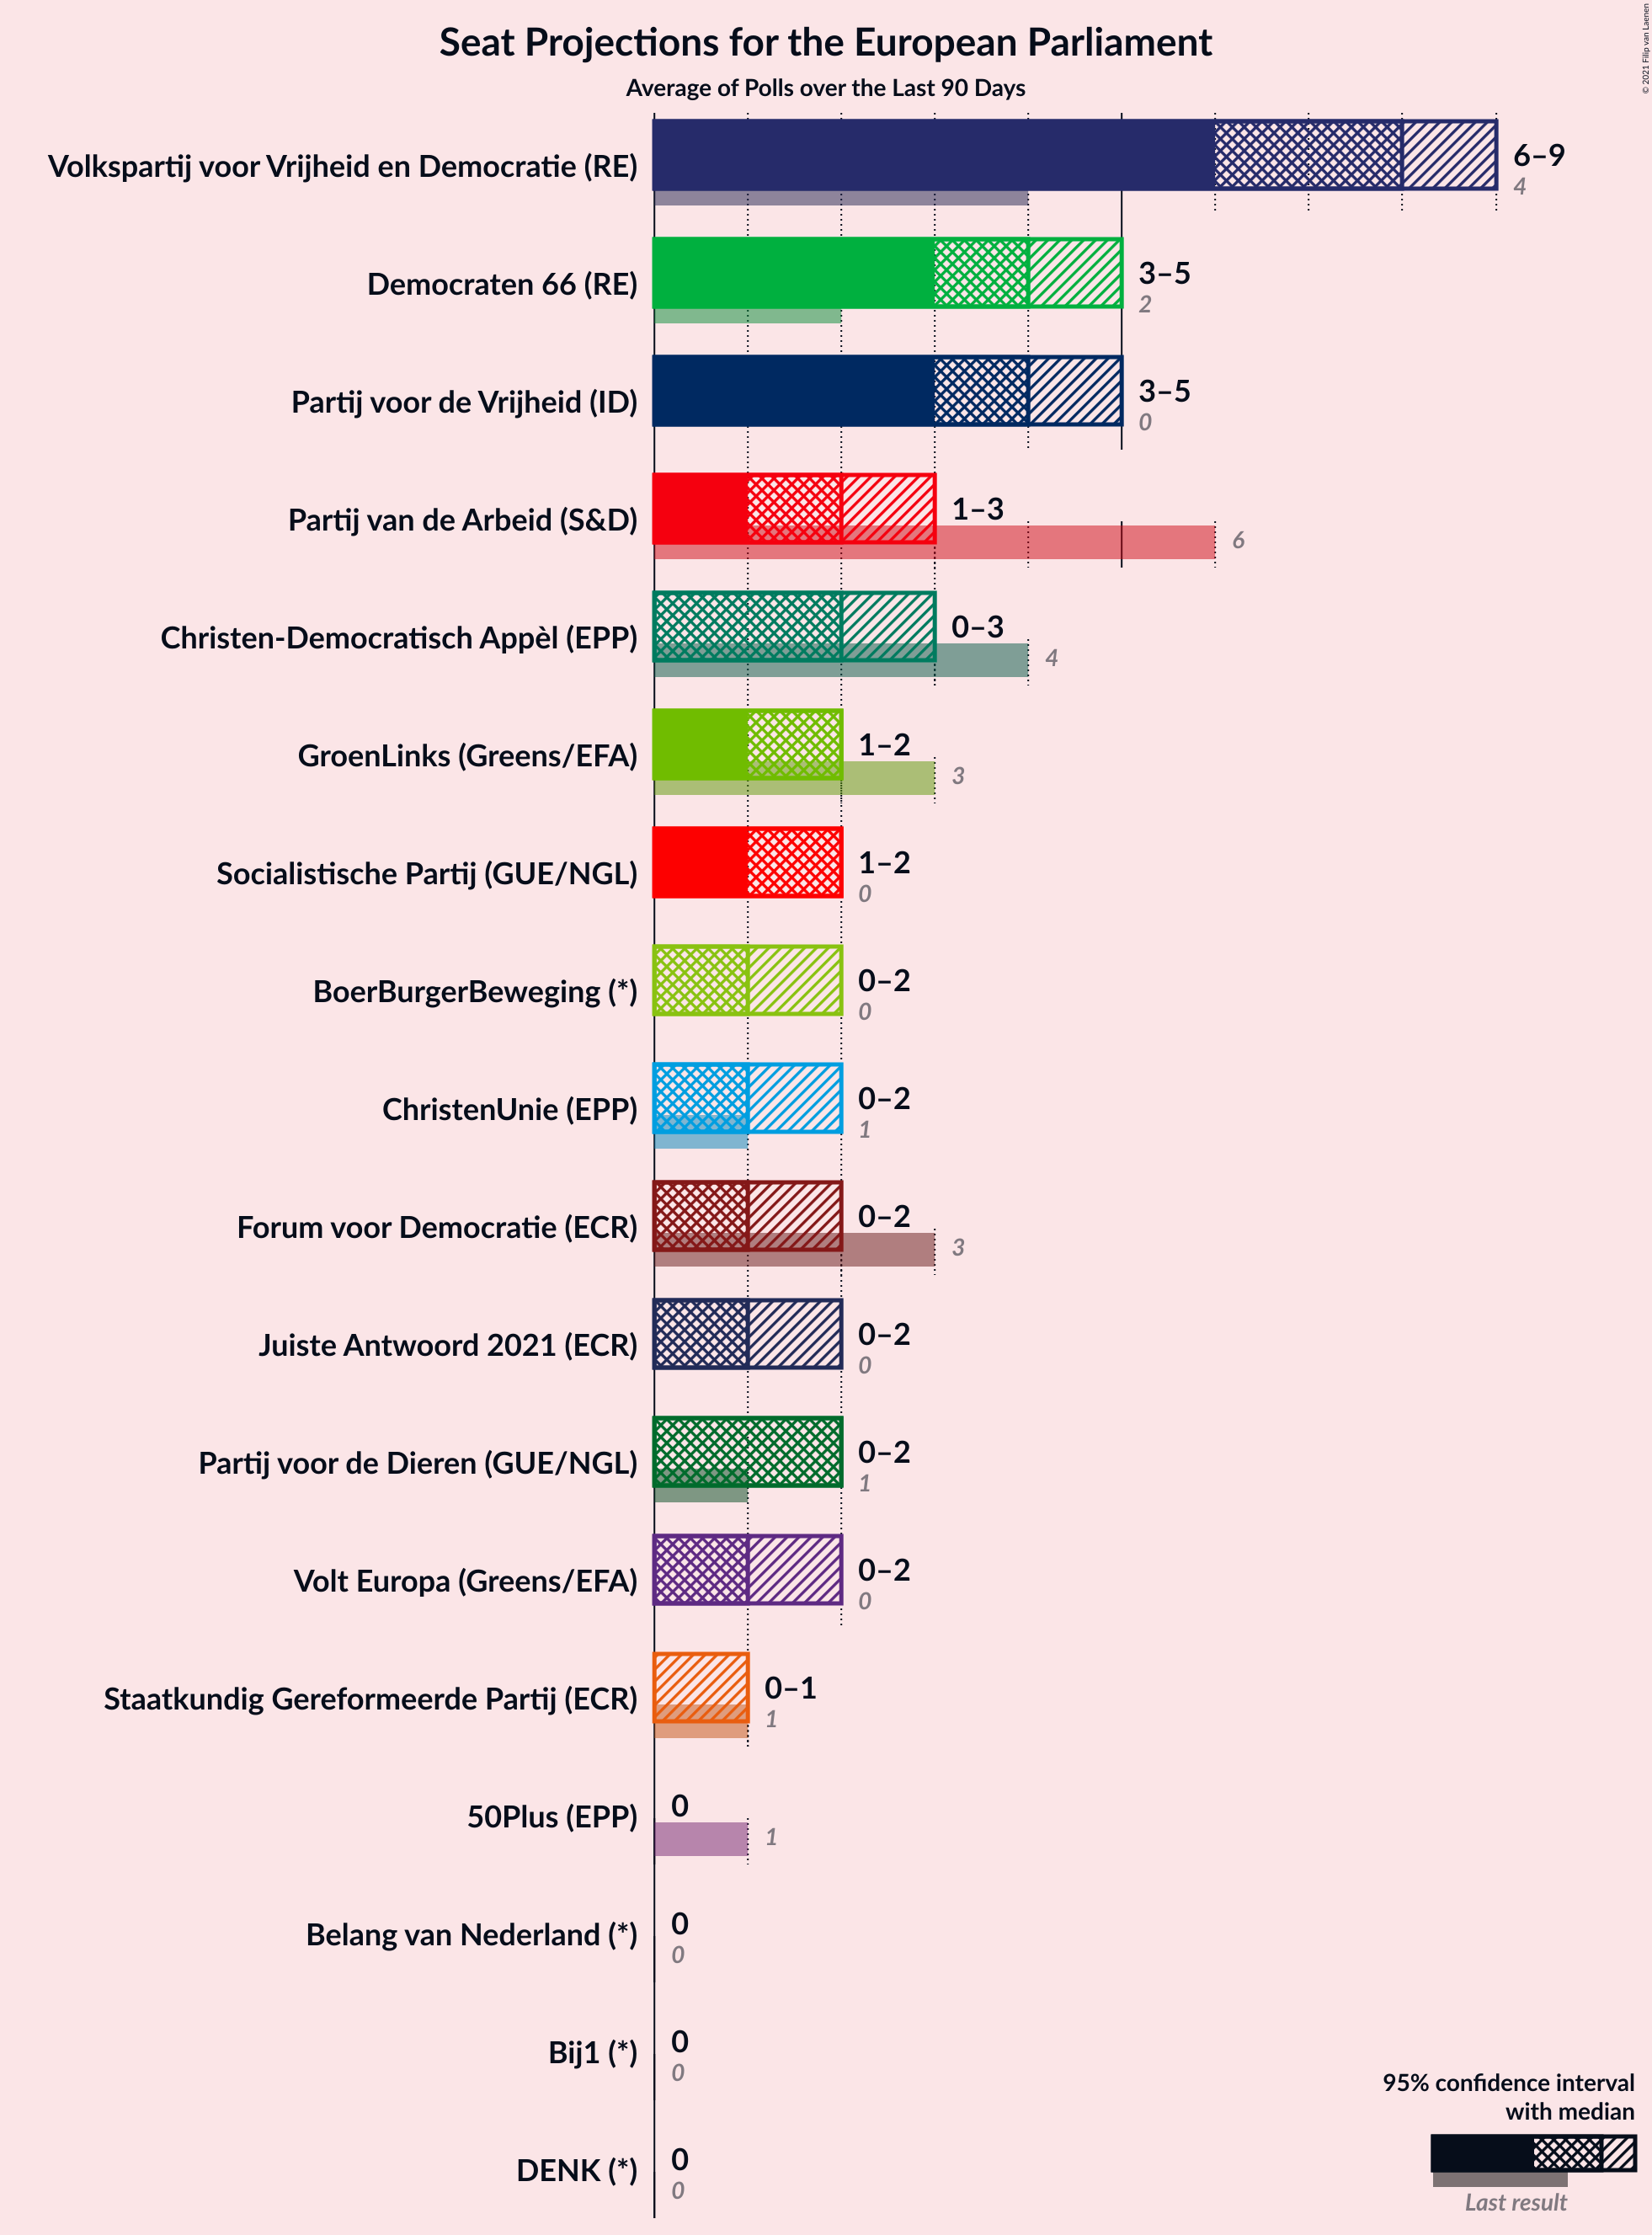 Seat Projections for the European Parliament
Average of Polls over the Last 90 Days
© 2021 Filip van Laenen
Volkspartij voor Vrijheid en Democratie (RE)
6–9
4
Democraten 66 (RE)
3–5
2
Partij voor de Vrijheid (ID)
3–5
0
Partij van de Arbeid (S&D)
1–3
6
Christen-Democratisch Appèl (EPP)
0–3
4
GroenLinks (Greens/EFA)
1–2
3
Socialistische Partij (GUE/NGL)
1–2
0
BoerBurgerBeweging (*)
0–2
0
ChristenUnie (EPP)
0–2
1
Forum voor Democratie (ECR)
0–2
3
Juiste Antwoord 2021 (ECR)
0–2
0
Partij voor de Dieren (GUE/NGL)
0–2
1
Volt Europa (Greens/EFA)
0–2
0
Staatkundig Gereformeerde Partij (ECR)
0–1
1
50Plus (EPP)
0
1
Belang van Nederland (*)
0
0
Bij1 (*)
0
0
DENK (*)
0
0
95% confidence interval
with median
Last result